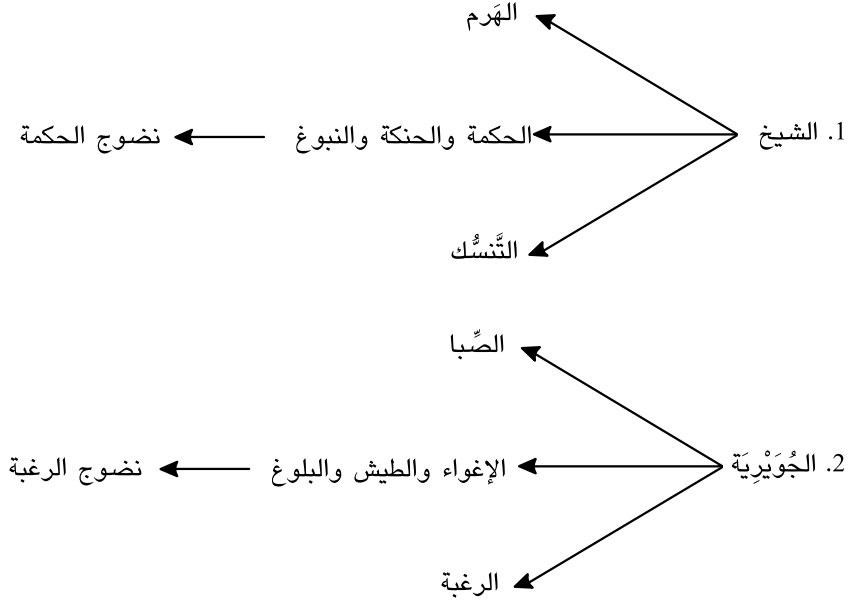 الهَرم
1. الشيخ
الحكمة والحنكة والنبوغ
نضوج الحكمة
التَّنسُّك
الصِّبا
2. الجُوَيْرِيَة
الإغواء والطيش والبلوغ
نضوج الرغبة
الرغبة